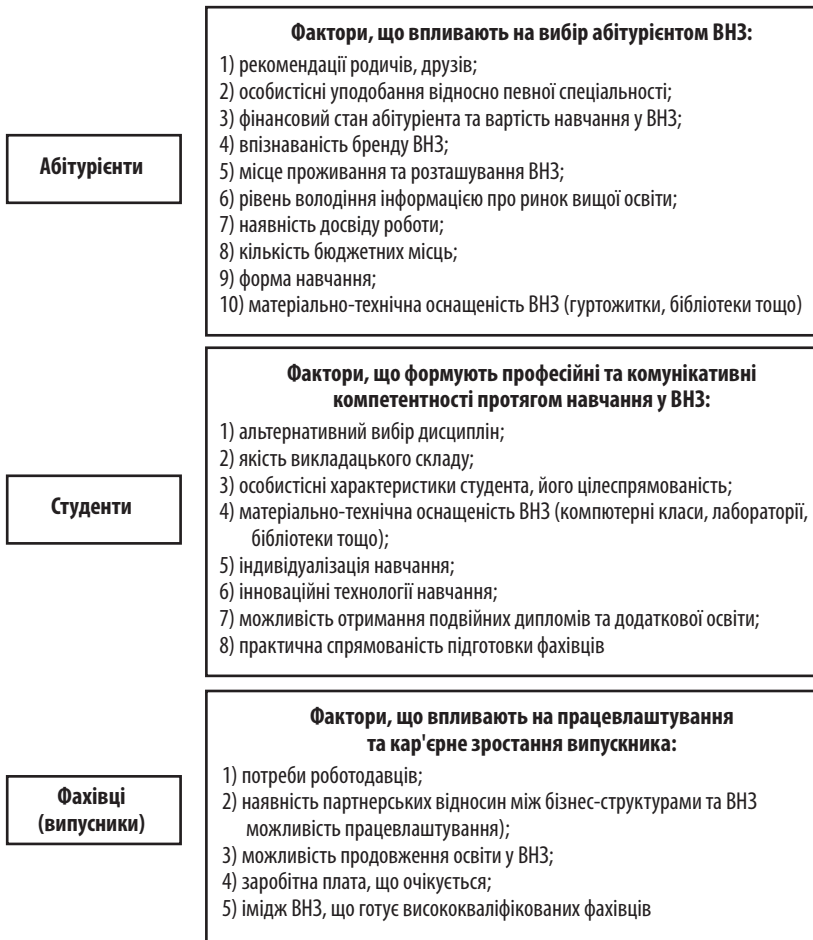 Абітурієнти
Фактори, що впливають на вибір абітурієнтом ВНЗ:
1) рекомендації родичів, друзів;
2) особистісні уподобання відносно певної спеціальності;
3) фінансовий стан абітурієнта та вартість навчання у ВНЗ;
4) впізнаваність бренду ВНЗ;
5) місце проживання та розташування ВНЗ;
6) рівень володіння інформацією про ринок вищої освіти;
7) наявність досвіду роботи;
8) кількість бюджетних місць;
9) форма навчання;
10) матеріально-технічна оснащеність ВНЗ (гуртожитки, бібліотеки тощо)
Студенти
Фактори, що формують професійні та комунікативні
компетентності протягом навчання у ВНЗ:
1) альтернативний вибір дисциплін;
2) якість викладацького складу;
3) особистісні характеристики студента, його цілеспрямованість;
4) матеріально-технічна оснащеність ВНЗ (компютерні класи, лабораторії,
бібліотеки тощо);
5) індивідуалізація навчання;
6) інноваційні технології навчання;
7) можливість отримання подвійних дипломів та додаткової освіти;
8) практична спрямованість підготовки фахівців
Фахівці
(випусники)
Фактори, що впливають на працевлаштування
та кар'єрне зростання випускника:
1) потреби роботодавців;
2) наявність партнерських відносин між бізнес-структурами та ВНЗ
можливість працевлаштування);
3) можливість продовження освіти у ВНЗ;
4) заробітна плата, що очікується;
5) імідж ВНЗ, що готує висококваліфікованих фахівців